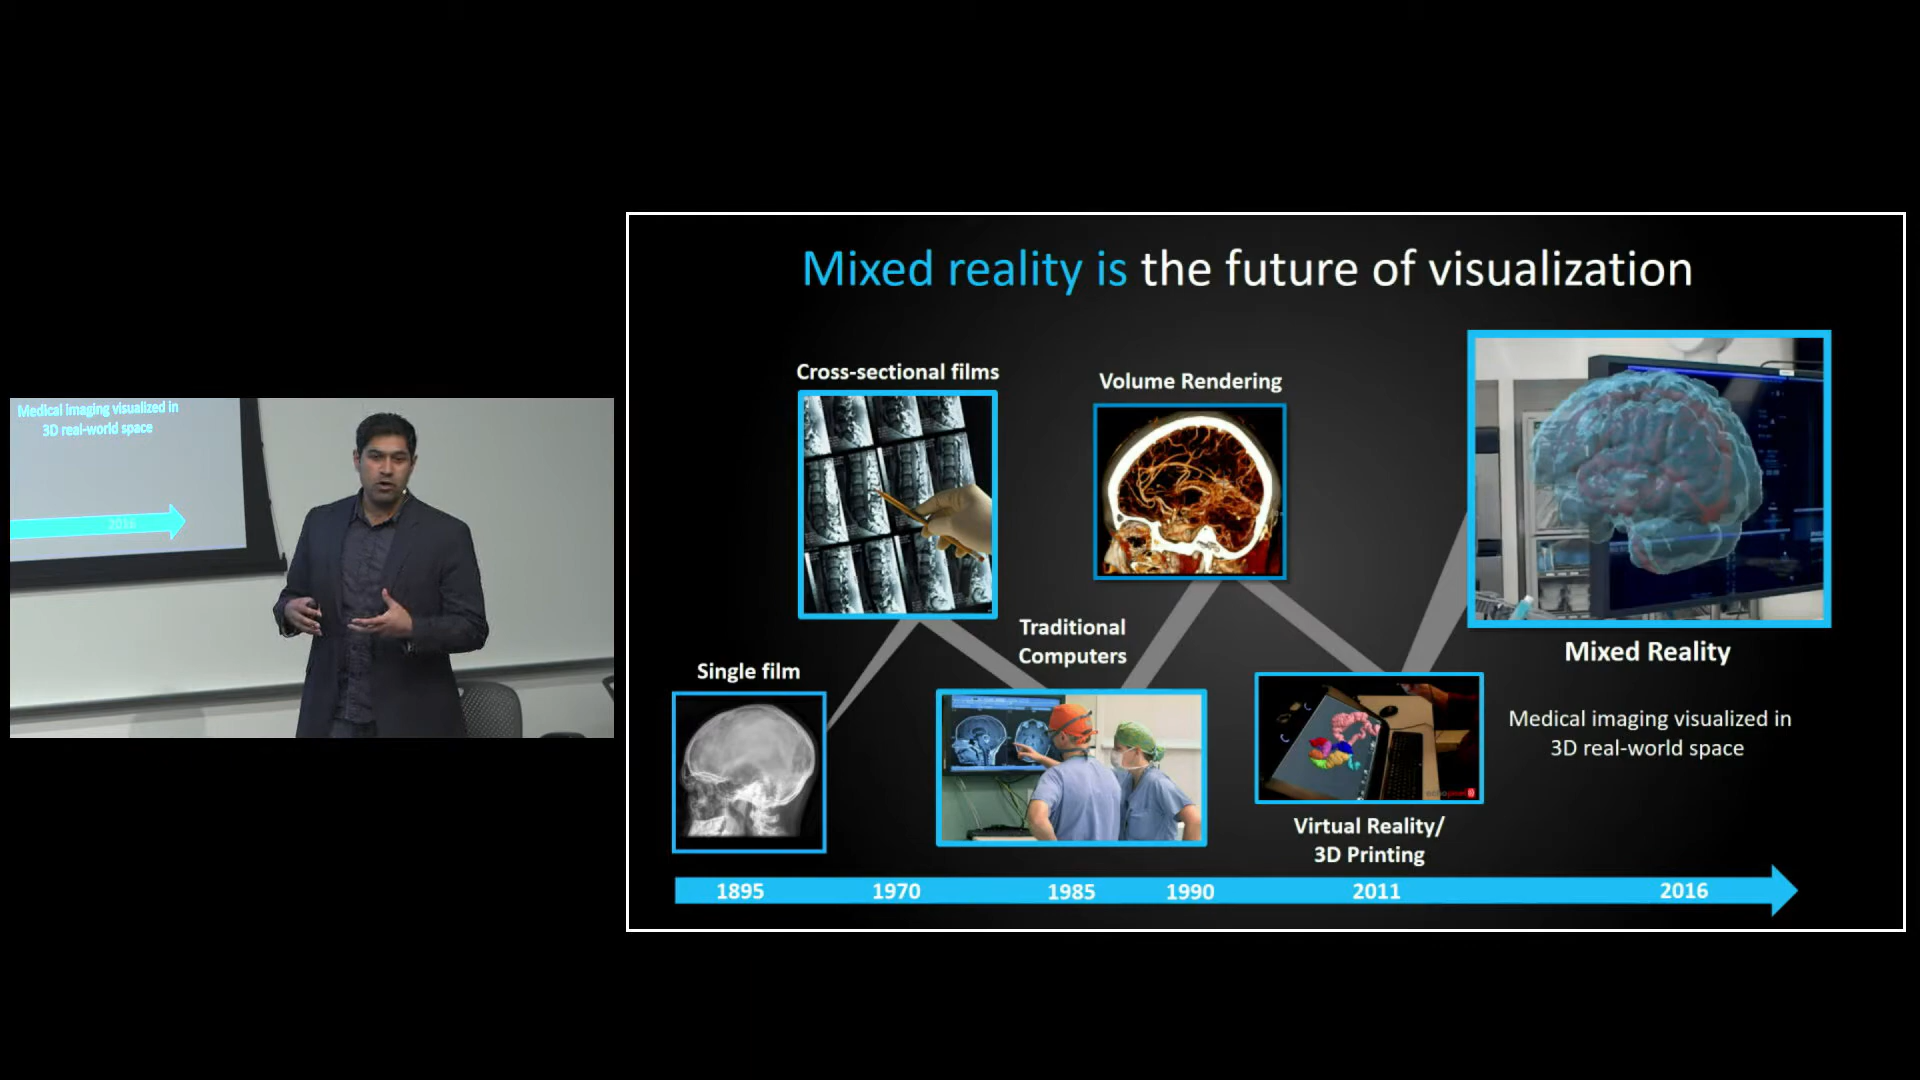 Medical imaging visualized in
3D real-world space
2016
Mixed reality is the future of visualization
Cross-sectional films
Volume Rendering
Traditional
Computers
Single film
Mixed Reality
Medical imaging visualized in
3D real-world space
Virtual Reality/
3D Printing
1895 1970 1985 1990 2011 2016